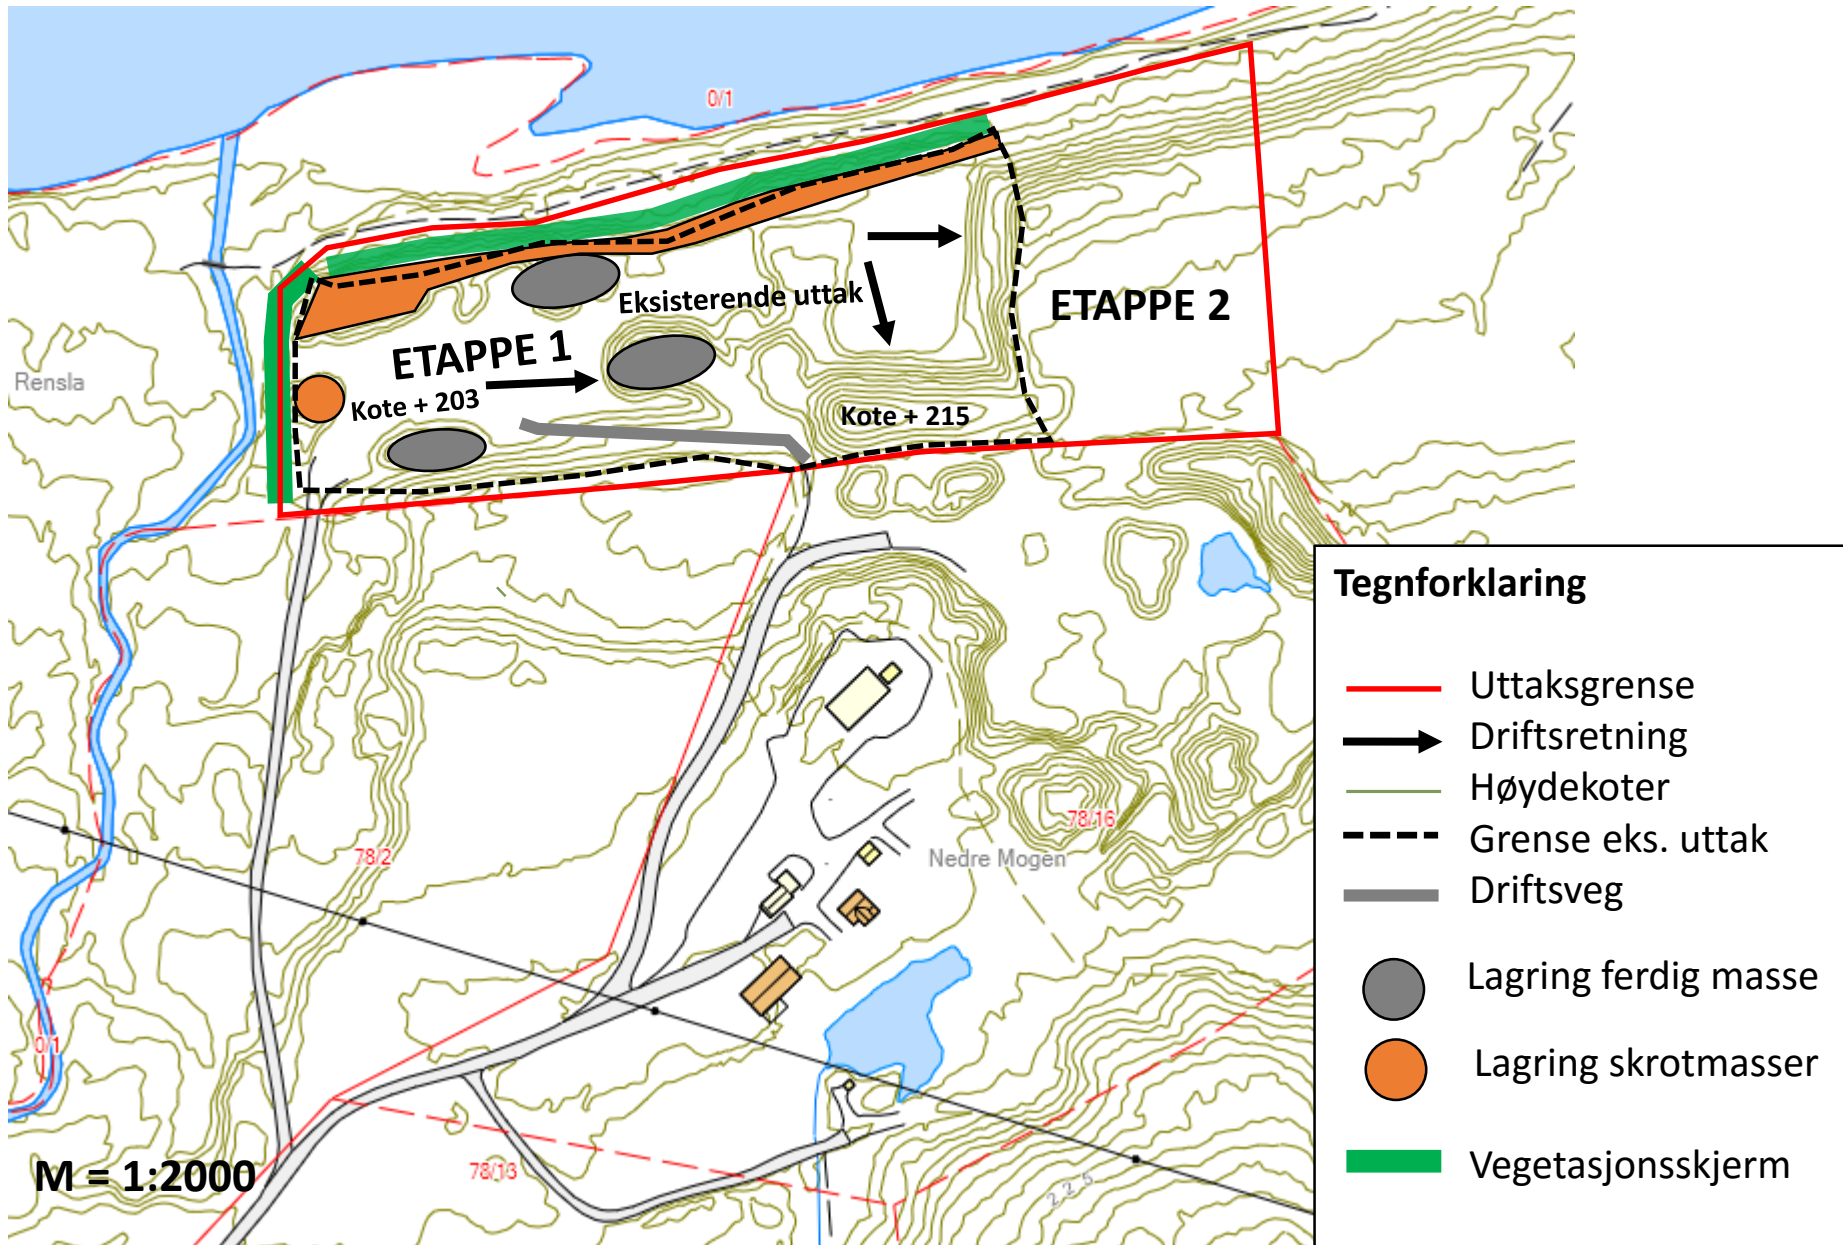 0/1
Eksisterende uttak
ETAPPE 2
ETAPPE 1
Rensla
Kote + 203
Kote + 215
Tegnforklaring
Uttaksgrense
Driftsretning
Høydekoter
Grense eks. uttak
Driftsveg
Lagring ferdig masse
Lagring skrotmasser
Vegetasjonsskjerm
78/16
78/2
Nedre Mogen
0/1
78/13
M = 1:2000
225